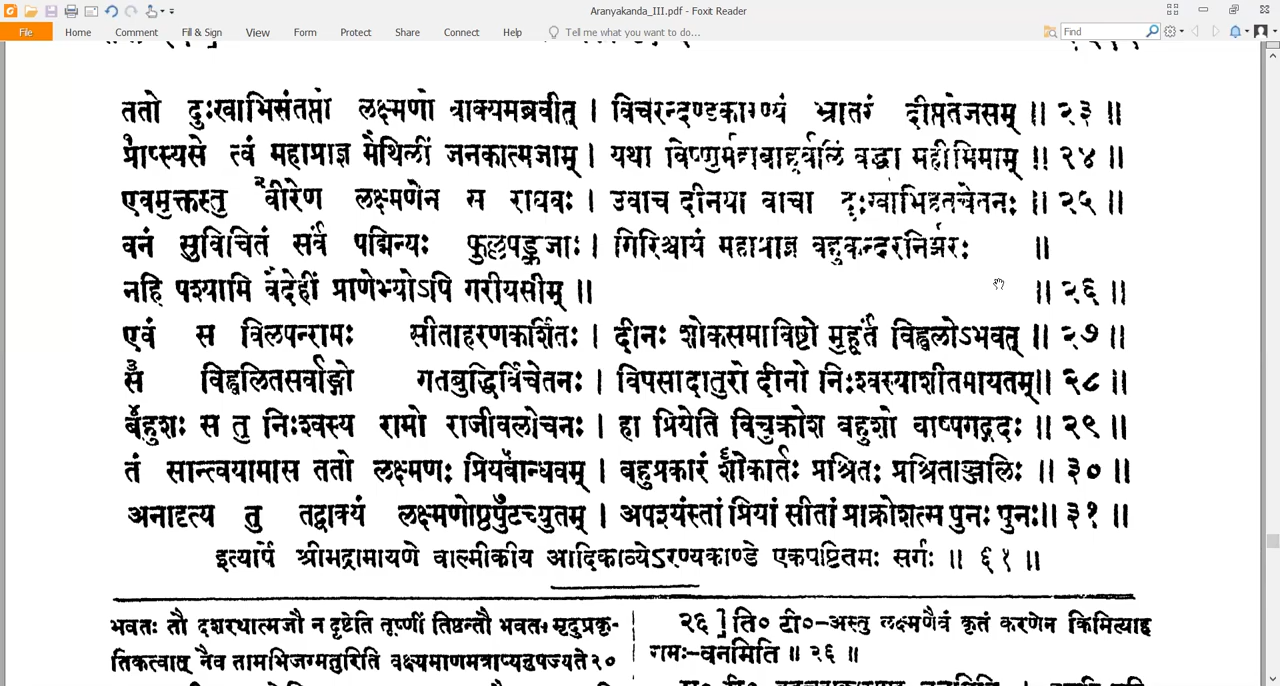 Aranyakanda_III.pdf - Foxit Reader
File Home Comment Fill & Sign View Form Protect Share Connect Help Tell me what you want to do... Find
ततो दुःखाभिसंतप्तो लक्ष्मणो वाक्यमब्रवीत् । विचरन्दण्डकारण्यं भ्रातरं दीप्ततेजसम् ॥ २३ ॥
प्राप्स्यसे त्वं महाप्राज्ञ मैथिलीं जनकात्मजाम् । यथा विष्णुर्महाबाहुर्बलिं बद्ध्वा महीमिमाम् ॥ २४ ॥
एवमुक्तस्तु वीरेण लक्ष्मणेन स राघवः । उवाच दीनया वाचा दुःखाभिहतचेतनः ॥ २५ ॥
वनं सुविचितं सर्वं पद्मिन्यः फुल्लपङ्कजाः । गिरिश्चायं महाप्राज्ञ बहुकन्दरनिर्झरः ॥
नहि पश्यामि वैदेहीं प्राणेभ्योऽपि गरीयसीम् ॥ ॥ २६ ॥
एवं स विलपन्रामः सीताहरणकर्शितः । दीनः शोकसमाविष्टो मुहूर्तं विह्वलोऽभवत् ॥ २७ ॥
स विह्वलितसर्वाङ्गो गतबुद्धिर्विचेतनः । विषसादातुरो दीनो निःश्वस्याशीतमायतम् ॥ २८ ॥
बहुशः स तु निःश्वस्य रामो राजीवलोचनः । हा प्रियेति विचुक्रोश बहुशो बाष्पगद्गदः ॥ २९ ॥
तं सान्त्वयामास ततो लक्ष्मणः प्रियबान्धवम् । बहुप्रकारं शोकार्तः प्रश्रितः प्रश्रिताञ्जलिः ॥ ३० ॥
अनादृत्य तु तद्वाक्यं लक्ष्मणोष्ठपुटच्युतम् । अपश्यंस्तां प्रियां सीतां प्राक्रोशत्स पुनः पुनः ॥ ३१ ॥
इत्यार्षे श्रीमद्रामायणे वाल्मीकीय आदिकाव्येऽरण्यकाण्डे एकषष्टितमः सर्गः ॥ ६१ ॥
भवतः तौ दशरथात्मजौ न दृष्टेति तूष्णीं तिष्ठन्तौ भवतः मृदुप्रकृ-
तिकत्वात् नैव तामभिजग्मतुरिति वक्ष्यमाणमत्राप्यनुषज्यते २०
२६ ] ति० टी०-अस्तु लक्ष्मणैवं कृतं करणेन किमित्याह
रामः-वनमिति ॥ २६ ॥